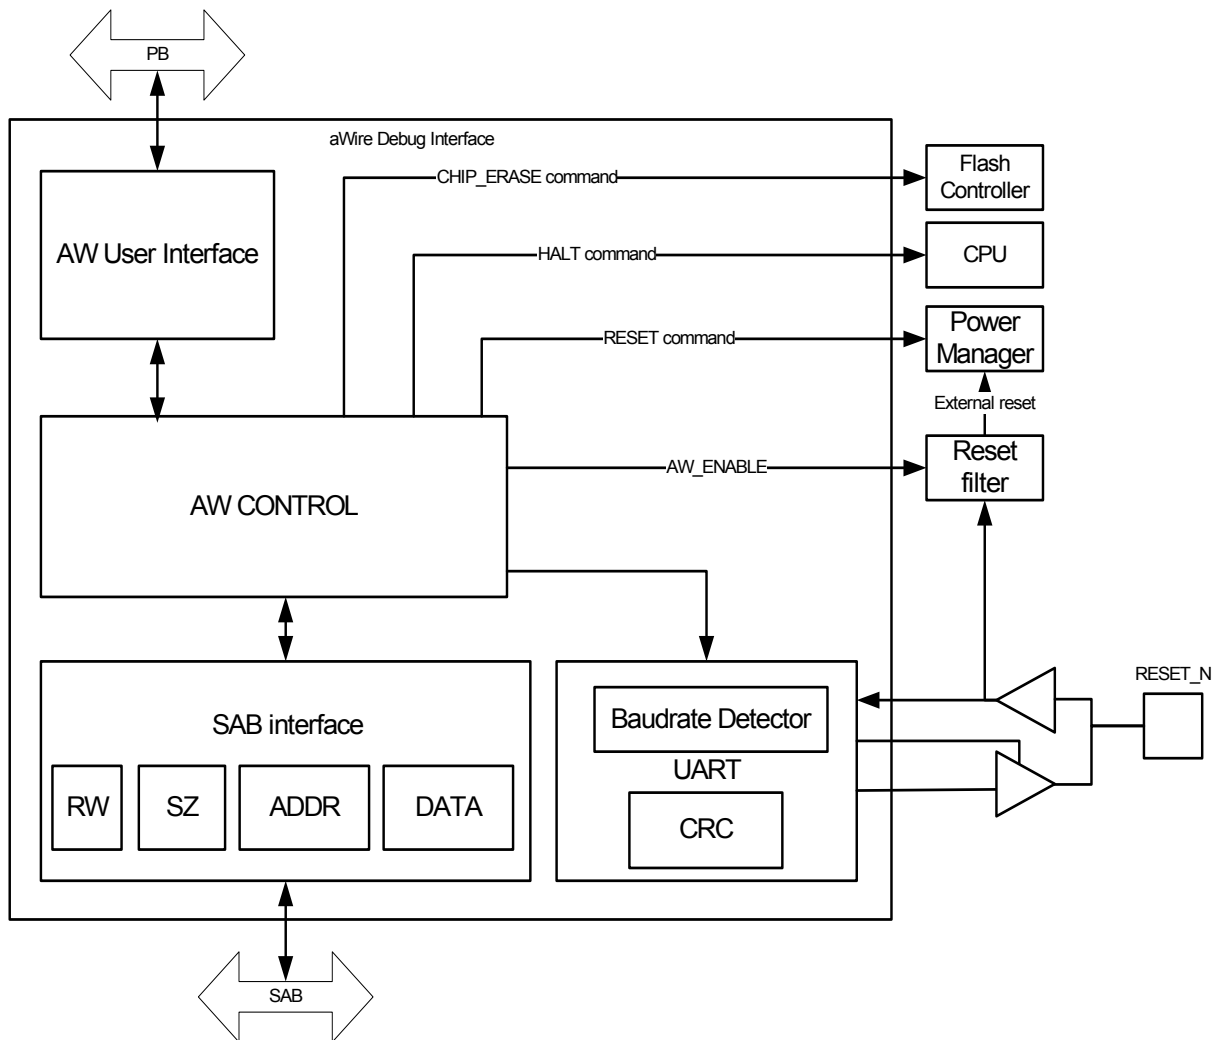 PB
aWire Debug Interface
AW User Interface
CHIP_ERASE command
Flash
Controller
HALT command
CPU
RESET command
Power
Manager
External reset
AW CONTROL
AW_ENABLE
Reset
filter
SAB interface
RW
SZ
ADDR
DATA
Baudrate Detector
UART
CRC
RESET_N
SAB